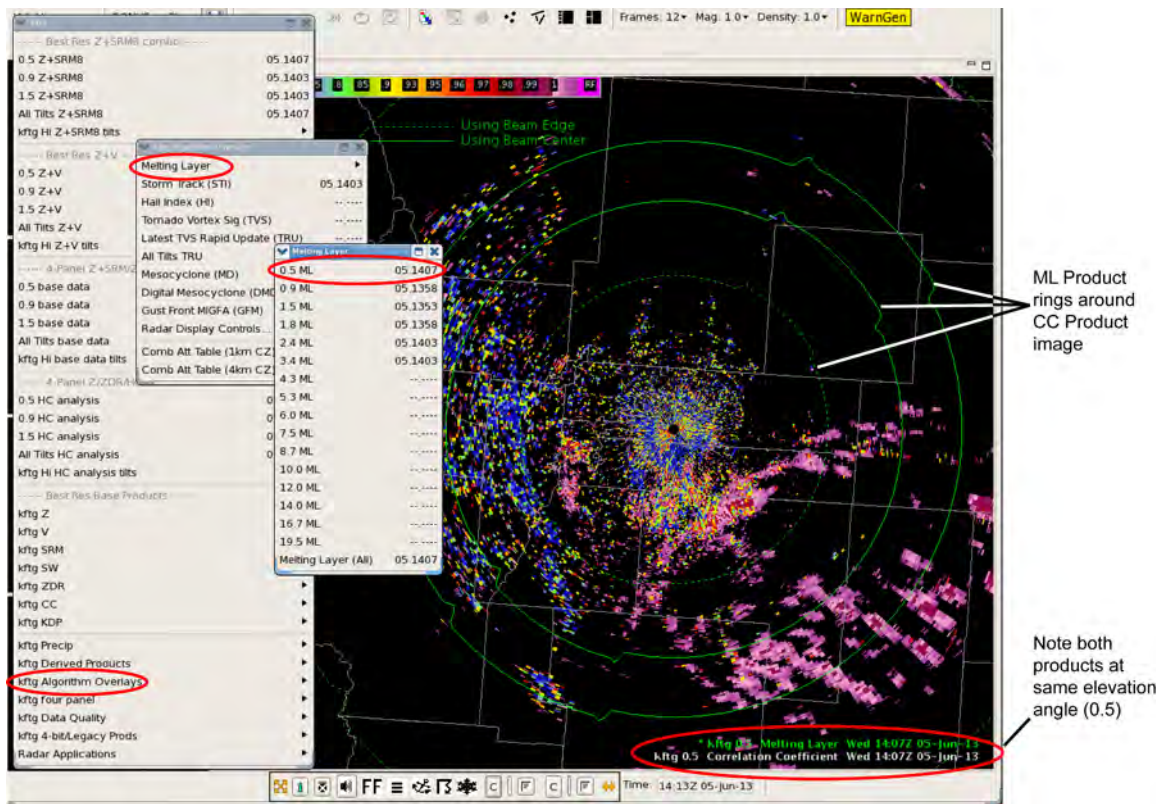 Frames: 12 Mag: 1.0 Density: 1.0 WarnGen
Best Res Z+SRM8 combo
0.5 Z+SRM8 05.1407
0.9 Z+SRM8 05.1403
1.5 Z+SRM8 05.1403
All Tilts Z+SRM8 05.1407
kftg Hi Z+SRM8 tilts
Best Res Z+V
0.5 Z+V
0.9 Z+V
1.5 Z+V
All Tilts Z+V
kftg Hi Z+V tilts
0.5 base data
0.9 base data
1.5 base data
All Tilts base data
kftg Hi base data tilts
0.5 HC analysis
0.9 HC analysis
1.5 HC analysis
All Tilts HC analysis
kftg Hi HC analysis tilts
Best Res Base Products
kftg Z
kftg V
kftg SRM
kftg SW
kftg ZDR
kftg CC
kftg KDP
kftg Precip
kftg Derived Products
kftg Algorithm Overlays
kftg four panel
kftg Data Quality
kftg 4-bit/Legacy Prods
Radar Applications
Melting Layer
Storm Track (STI) 05.1403
Hail Index (HI) --.----
Tornado Vortex Sig (TVS) --.----
Latest TVS Rapid Update (TRU) --.----
All Tilts TRU
Mesocyclone (MD)
Digital Mesocyclone (DMD
Gust Front MIGFA (GFM)
Radar Display Controls...
Comb Att Table (1km CZ)
Comb Att Table (4km CZ)
Melting Layer
0.5 ML 05.1407
0.9 ML 05.1358
1.5 ML 05.1353
1.8 ML 05.1358
2.4 ML 05.1403
3.4 ML 05.1403
4.3 ML --.----
5.3 ML --.----
6.0 ML --.----
7.5 ML --.----
8.7 ML --.----
10.0 ML --.----
12.0 ML --.----
14.0 ML --.----
16.7 ML --.----
19.5 ML --.----
Melting Layer (All) 05.1407
8 85 9 93 95 96 97 98 99 1 RF
Using Beam Edge
Using Beam Center
ML Product
rings around
CC Product
image
Note both
products at
same elevation
angle (0.5)
* kftg 0.5 Melting Layer Wed 14:07Z 05-Jun-13
kftg 0.5 Correlation Coefficient Wed 14:07Z 05-Jun-13
FF C F C F Time: 14:13Z 05-Jun-13